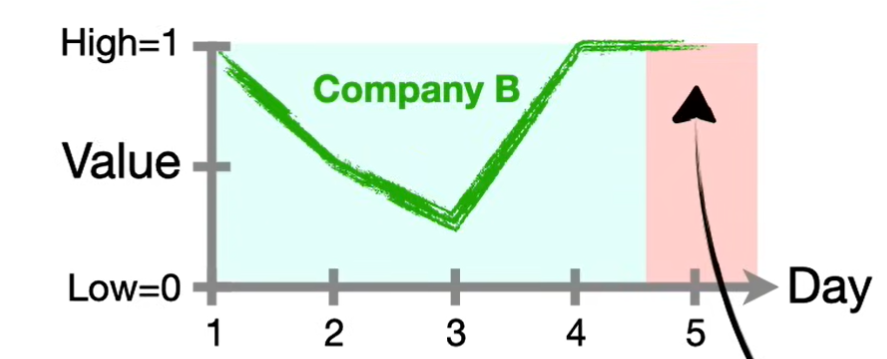 High=1
Company B
Value
Low=0
Day
1 2 3 4 5